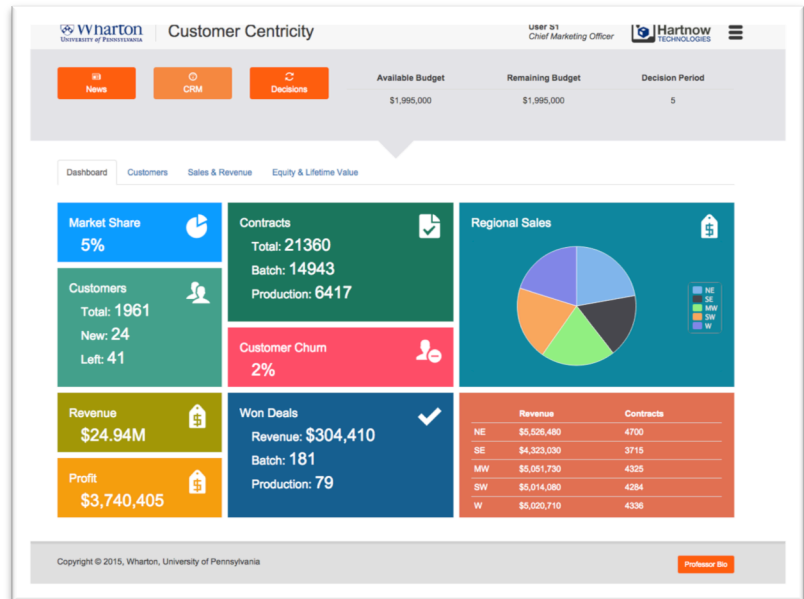 Wharton
UNIVERSITY of PENNSYLVANIA
Customer Centricity
User S1
Chief Marketing Officer
Hartnow
TECHNOLOGIES
News
CRM
Decisions
Available Budget
Remaining Budget
Decision Period
$1,995,000
$1,995,000
5
Dashboard
Customers
Sales & Revenue
Equity & Lifetime Value
Market Share
5%
Customers
Total: 1961
New: 24
Left: 41
Revenue
$24.94M
Profit
$3,740,405
Contracts
Total: 21360
Batch: 14943
Production: 6417
Customer Churn
2%
Won Deals
Revenue: $304,410
Batch: 181
Production: 79
Regional Sales
NE
SE
MW
SW
W
Revenue Contracts
NE $5,526,480 4700
SE $4,323,030 3715
MW $5,051,730 4325
SW $5,014,080 4284
W $5,020,710 4336
Copyright © 2015, Wharton, University of Pennsylvania
Professor Bio